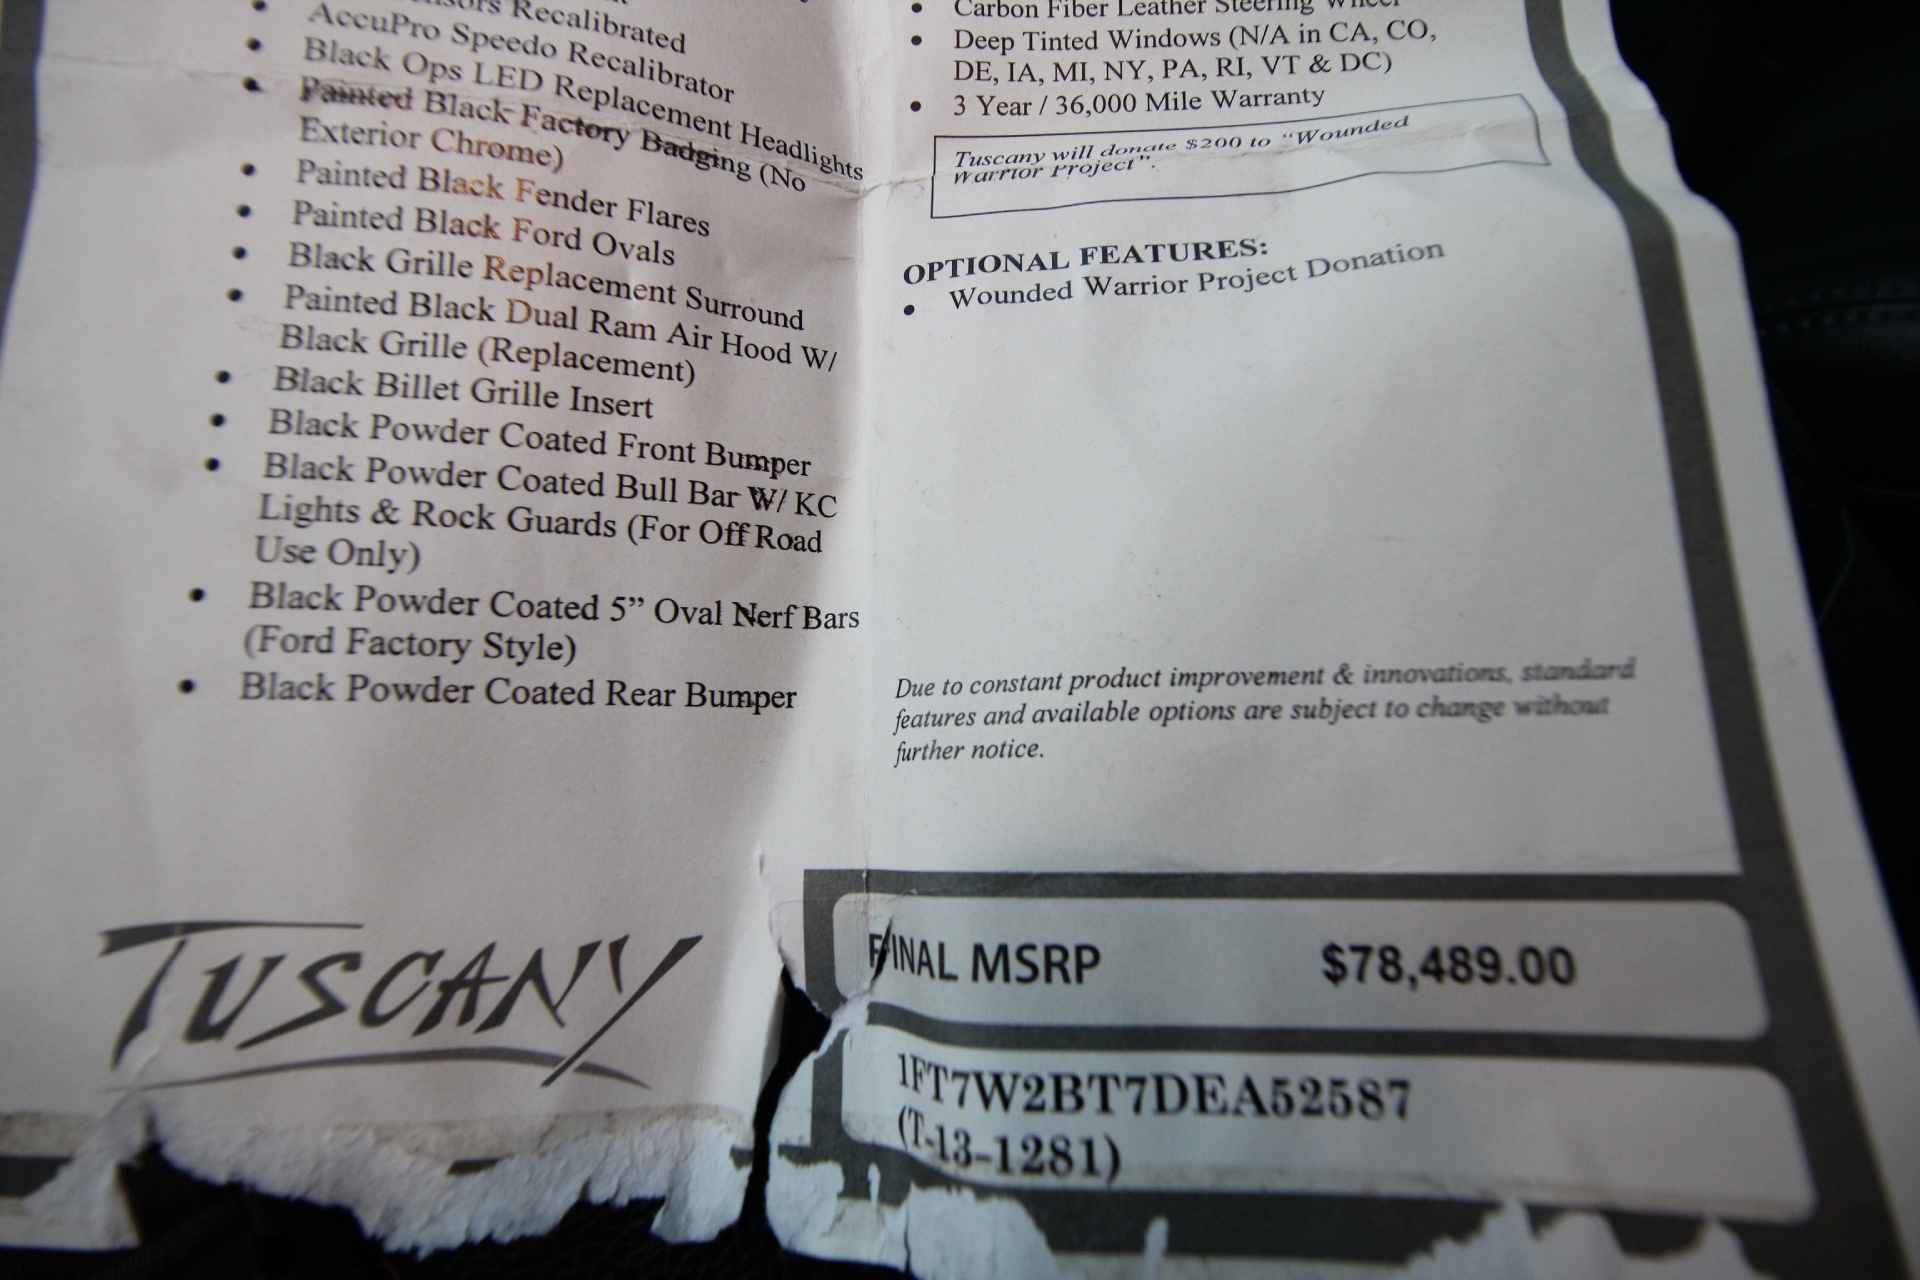 Recalibrated
AccuPro Speedo Recalibrator
Black Ops LED Replacement Headlights
Painted Black Factory Badging (No
Exterior Chrome)
Painted Black Fender Flares
Painted Black Ford Ovals
Black Grille Replacement Surround
Painted Black Dual Ram Air Hood W/
Black Grille (Replacement)
Black Billet Grille Insert
Black Powder Coated Front Bumper
Black Powder Coated Bull Bar W/ KC
Lights & Rock Guards (For Off Road
Use Only)
Black Powder Coated 5” Oval Nerf Bars
(Ford Factory Style)
Black Powder Coated Rear Bumper
TUSCANY
Carbon Fiber Leather Steering Wheel
Deep Tinted Windows (N/A in CA, CO,
DE, IA, MI, NY, PA, RI, VT & DC)
3 Year / 36,000 Mile Warranty
Tuscany will donate $200 to “Wounded
Warrior Project”.
OPTIONAL FEATURES:
Wounded Warrior Project Donation
Due to constant product improvement & innovations, standard
features and available options are subject to change without
further notice.
FINAL MSRP $78,489.00
1FT7W2BT7DEA52587
(T-13-1281)